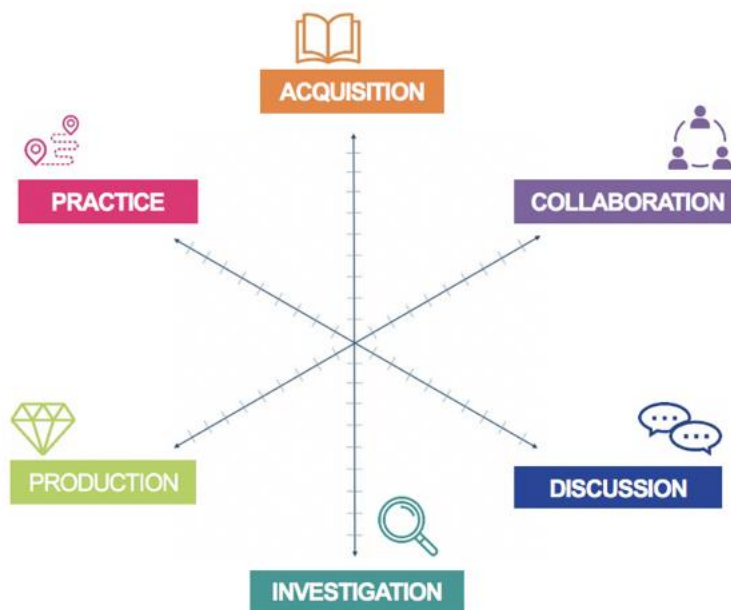 ACQUISITION
PRACTICE
COLLABORATION
PRODUCTION
DISCUSSION
INVESTIGATION